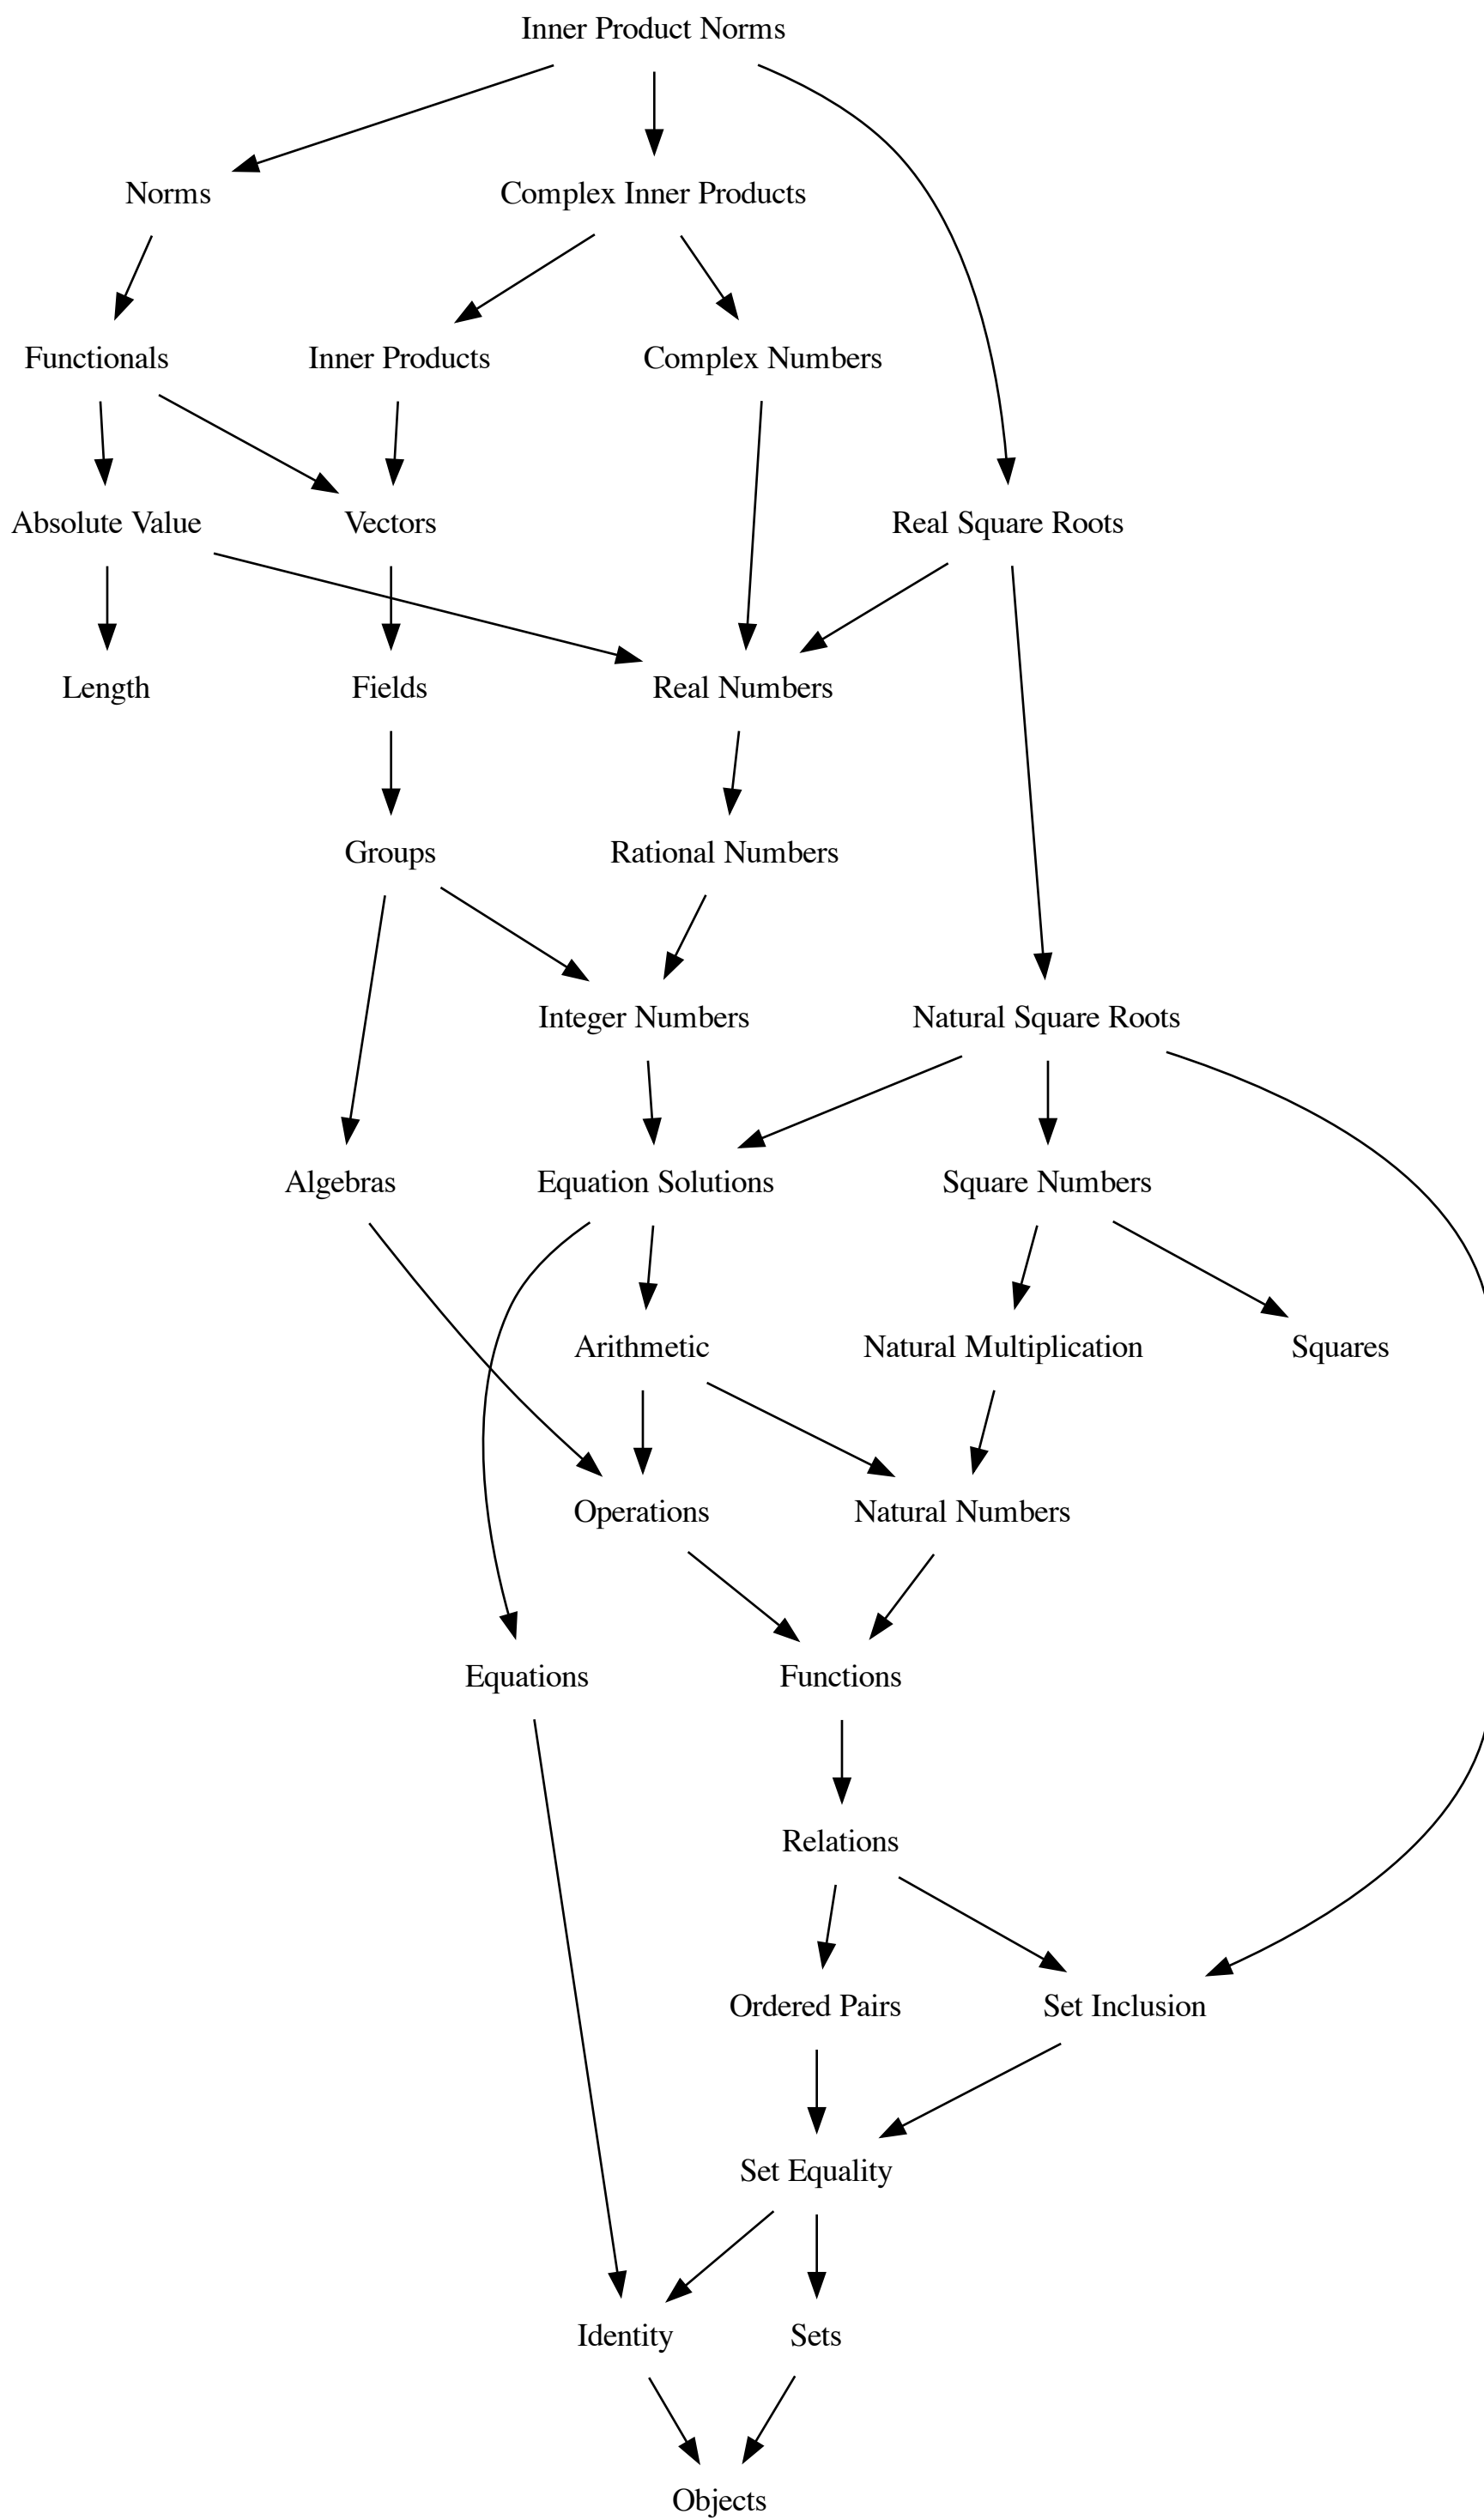 Inner Product Norms
Norms
Complex Inner Products
Functionals
Inner Products
Complex Numbers
Absolute Value
Vectors
Real Square Roots
Length
Fields
Real Numbers
Groups
Rational Numbers
Integer Numbers
Natural Square Roots
Algebras
Equation Solutions
Square Numbers
Arithmetic
Natural Multiplication
Squares
Operations
Natural Numbers
Equations
Functions
Relations
Ordered Pairs
Set Inclusion
Set Equality
Identity
Sets
Objects